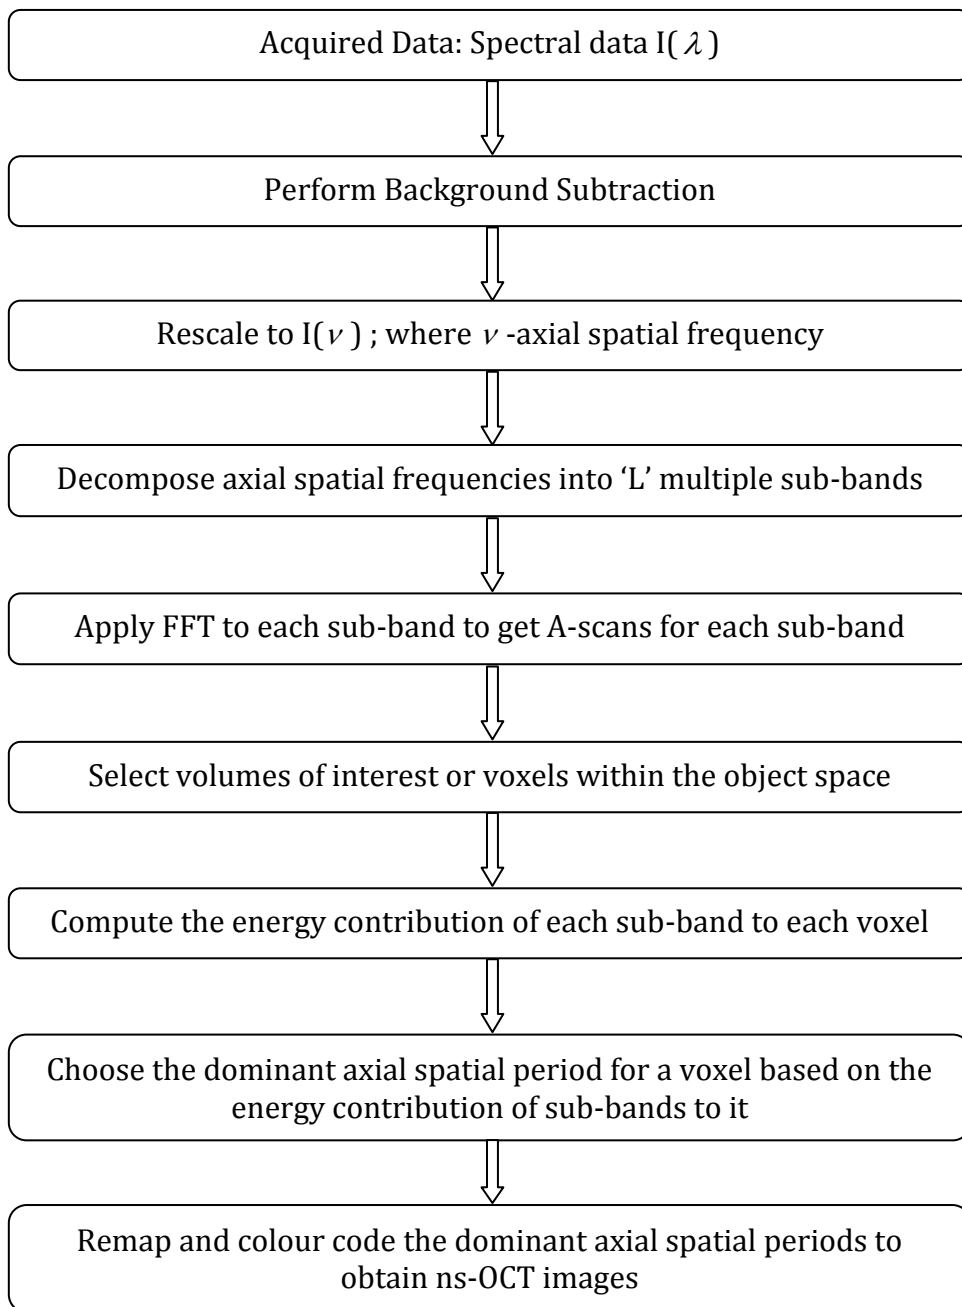 Acquired Data: Spectral data I( λ )
Perform Background Subtraction
Rescale to I( ν ) ; where ν -axial spatial frequency
Decompose axial spatial frequencies into ‘L’ multiple sub-bands
Apply FFT to each sub-band to get A-scans for each sub-band
Select volumes of interest or voxels within the object space
Compute the energy contribution of each sub-band to each voxel
Choose the dominant axial spatial period for a voxel based on the
energy contribution of sub-bands to it
Remap and colour code the dominant axial spatial periods to
obtain ns-OCT images